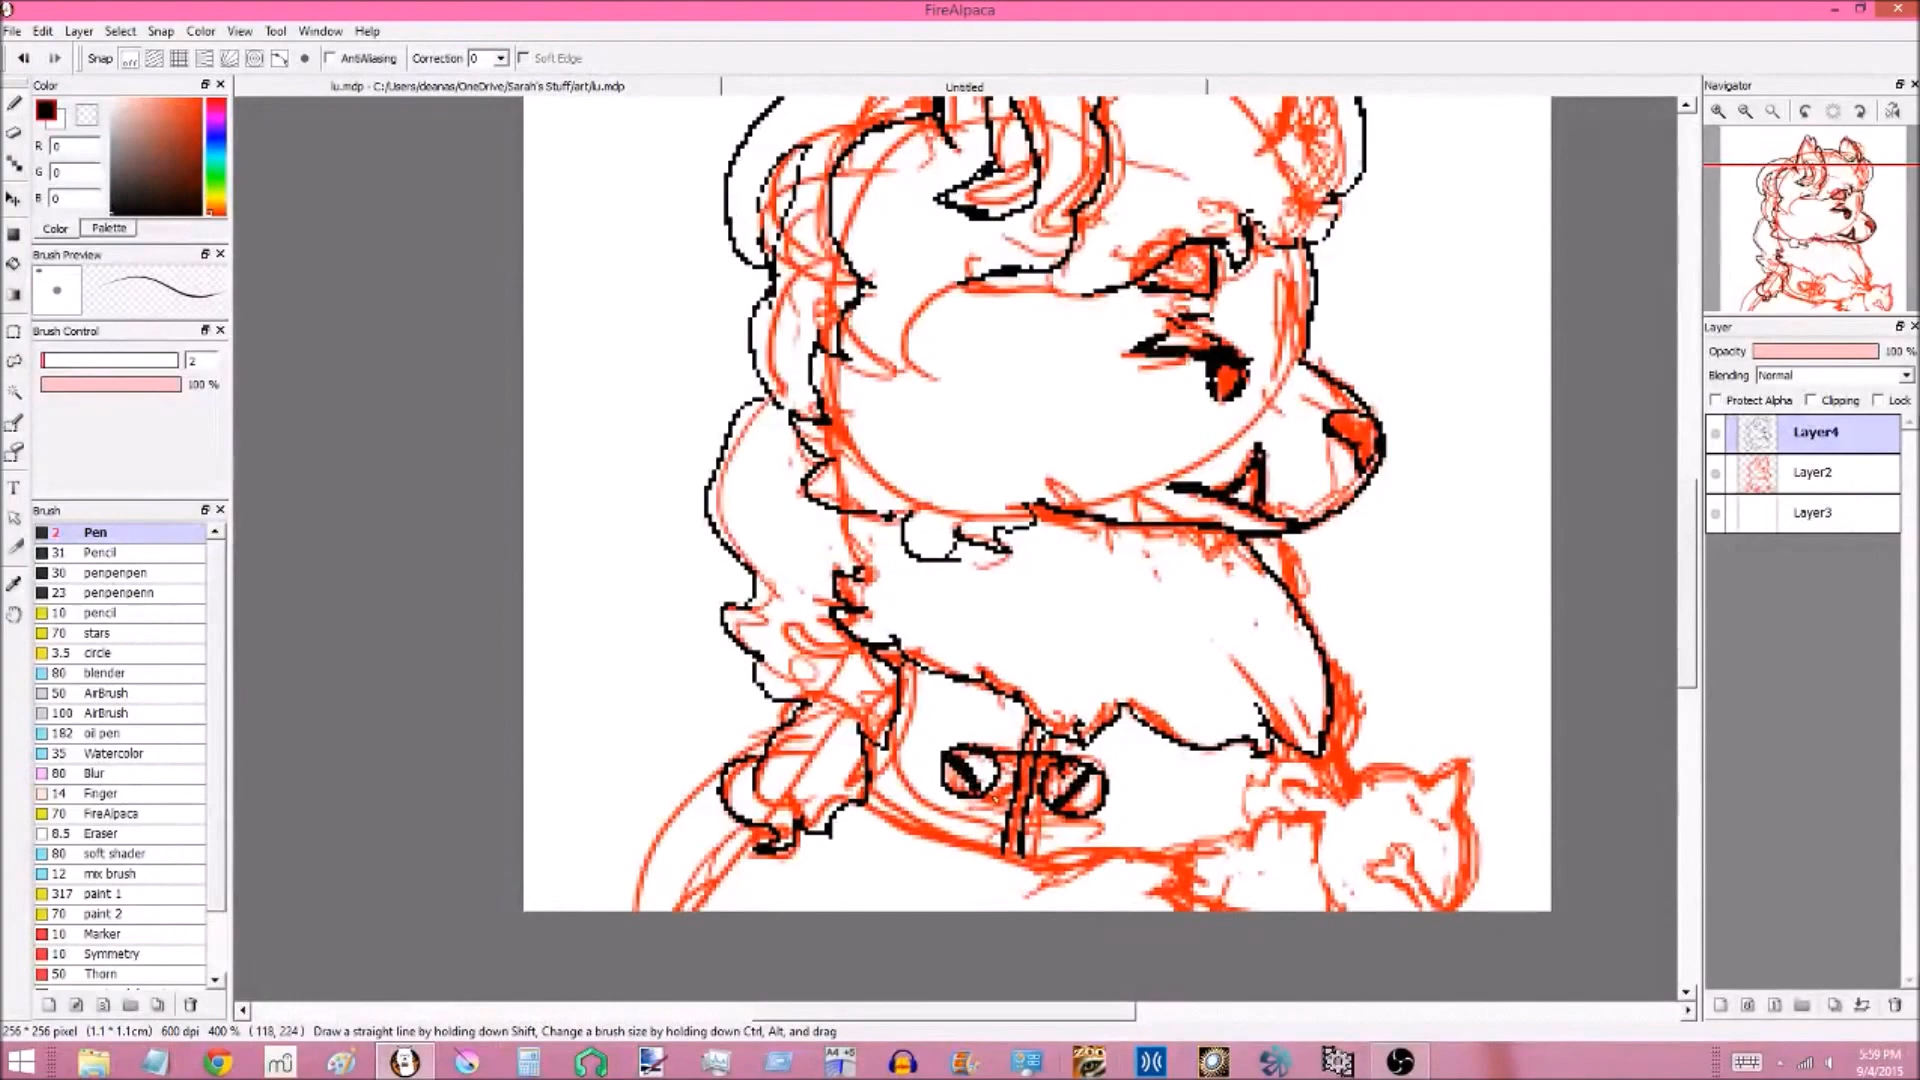 FireAlpaca
File Edit Layer Select Snap Color View Tool Window Help
Snap off AntiAliasing Correction 0 Soft Edge
Color
lu.mdp - C:/Users/deanas/OneDrive/Sarah's Stuff/art/lu.mdp
Untitled
Navigator
R 0
G 0
B 0
Color Palette
Brush Preview
Brush Control
2
100 %
Layer
Opacity 100 %
Blending Normal
Protect Alpha Clipping Lock
Layer4
Layer2
Layer3
Brush
2 Pen
31 Pencil
30 penpenpen
23 penpenpenn
10 pencil
70 stars
3.5 circle
80 blender
50 AirBrush
100 AirBrush
182 oil pen
35 Watercolor
80 Blur
14 Finger
70 FireAlpaca
8.5 Eraser
80 soft shader
12 mix brush
317 paint 1
70 paint 2
10 Marker
10 Symmetry
50 Thorn
256 * 256 pixel (1.1 * 1.1cm) 600 dpi 400 % ( 118, 224 ) Draw a straight line by holding down Shift, Change a brush size by holding down Ctrl, Alt, and drag
A4 +5
ZOO
5:59 PM
9/4/2015